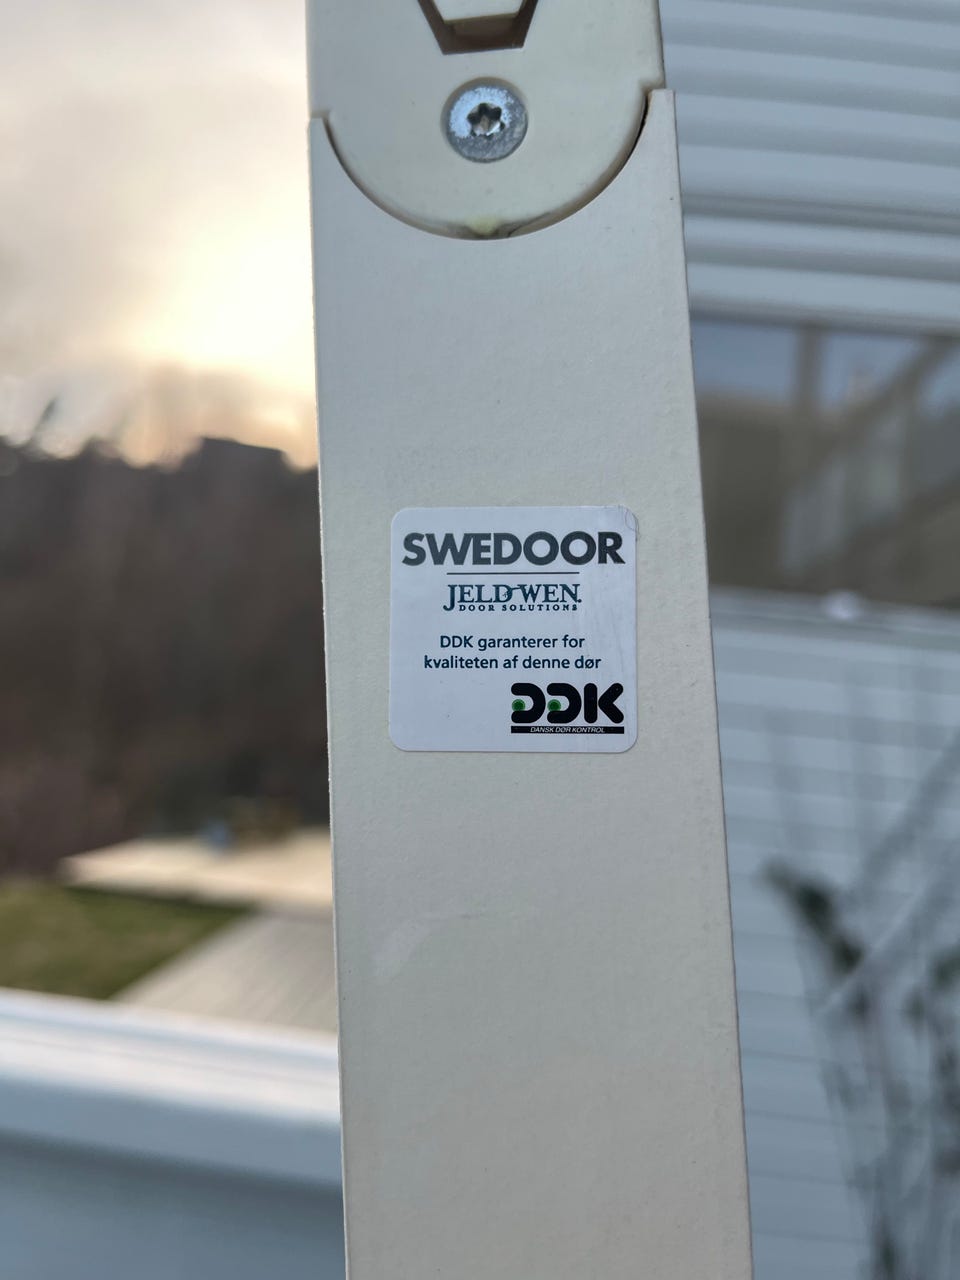 SWEDOOR
JELD-WEN.
DOOR SOLUTIONS
DDK garanterer for
kvaliteten af denne dør
DDK
DANSK DØR KONTROL